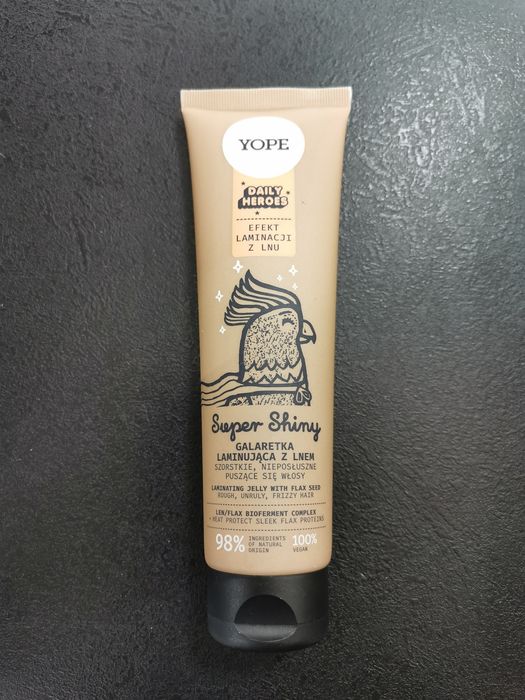 YOPE
DAILY
HEROES
EFEKT
LAMINACJI
Z LNU
Super Shiny
GALARETKA
LAMINUJĄCA Z LNEM
SZORSTKIE, NIEPOSŁUSZNE
PUSZĄCE SIĘ WŁOSY
LAMINATING JELLY WITH FLAX SEED
ROUGH, UNRULY, FRIZZY HAIR
LEN/FLAX BIOFERMENT COMPLEX
+ HEAT PROTECT SLEEK FLAX PROTEINS
98% INGREDIENTS OF NATURAL ORIGIN
100% VEGAN